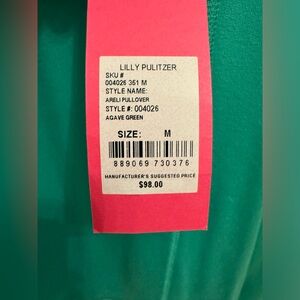 LILLY PULITZER
SKU #
004026 351 M
STYLE NAME:
ARELI PULLOVER
STYLE #: 004026
AGAVE GREEN
SIZE: M
889069 730376
MANUFACTURER'S SUGGESTED PRICE
$98.00